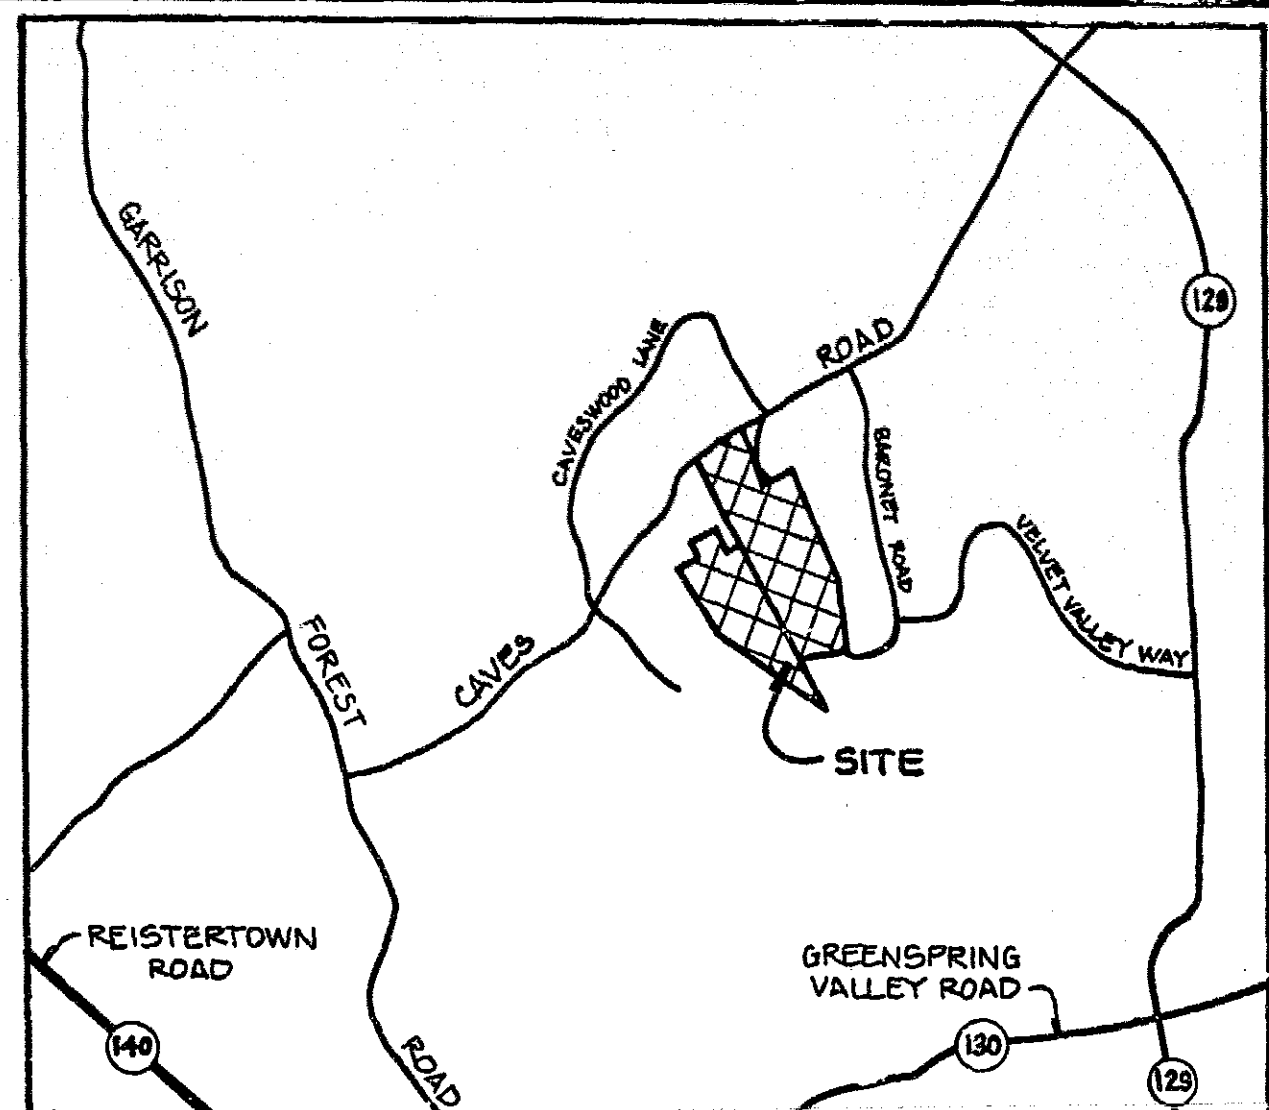 GARRISON
FOREST
ROAD
CAVESWOOD LANE
CAVES
ROAD
ROAD
VELVET VALLEY WAY
129
SITE
REISTERTOWN
ROAD
140
GREENSPRING
VALLEY ROAD
130
129